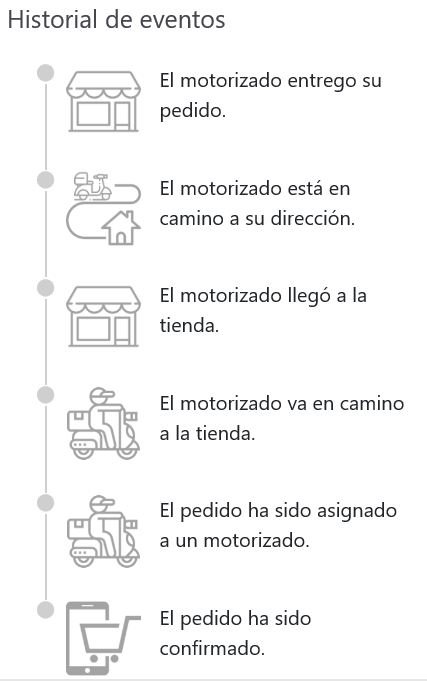 Historial de eventos
El motorizado entrego su
pedido.
El motorizado está en
camino a su dirección.
El motorizado llegó a la
tienda.
El motorizado va en camino
a la tienda.
El pedido ha sido asignado
a un motorizado.
El pedido ha sido
confirmado.